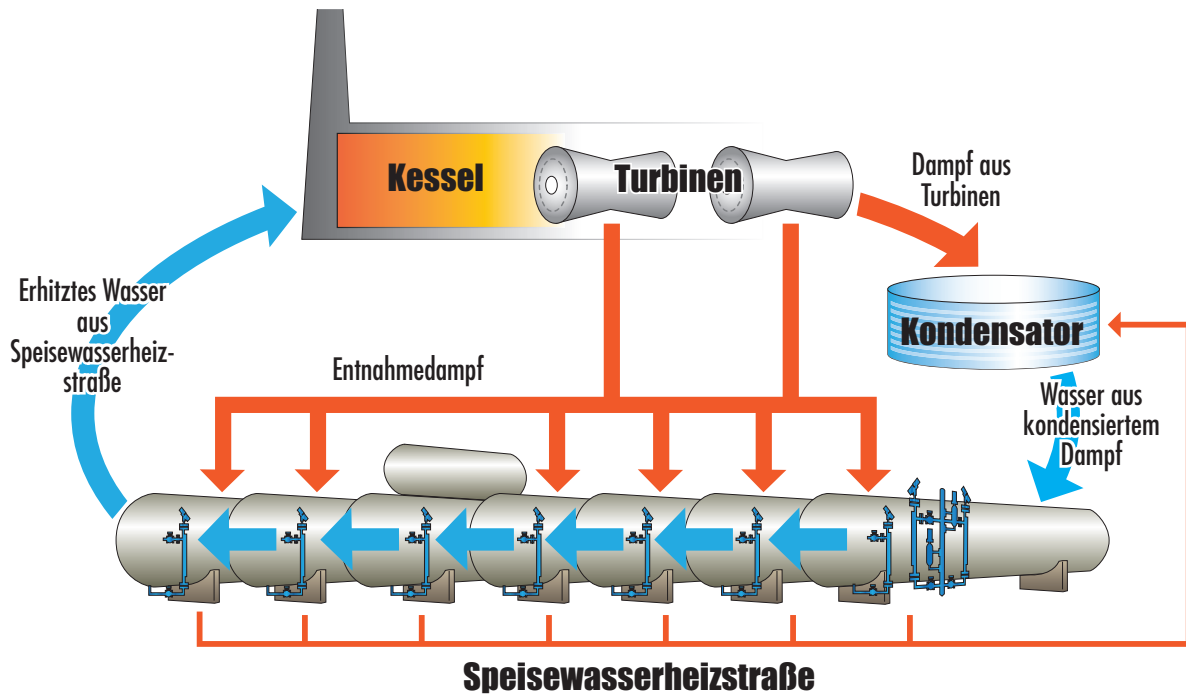 Kessel
Turbinen
Dampf aus
Turbinen
Erhitztes Wasser
aus
Speisewasserheiz-
straße
Kondensator
Entnahmedampf
Wasser aus
kondensiertem
Dampf
Speisewasserheizstraße